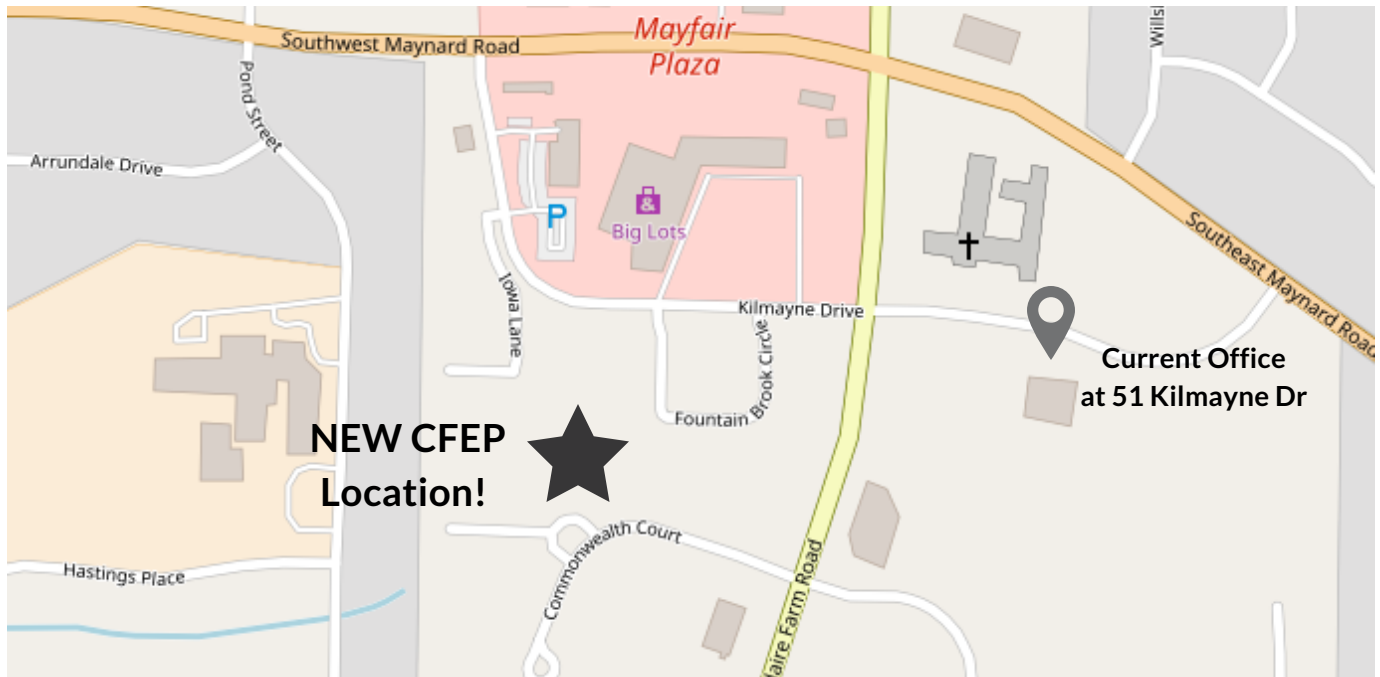 Southwest Maynard Road
Mayfair
Plaza
Pond Street
Arrundale Drive
P
&
Big Lots
Southeast Maynard Road
Iowa Lane
Kilmayne Drive
Current Office
at 51 Kilmayne Dr
Fountain Brook Circle
NEW CFEP
Location!
Commonwealth Court
Hastings Place
Farm Road